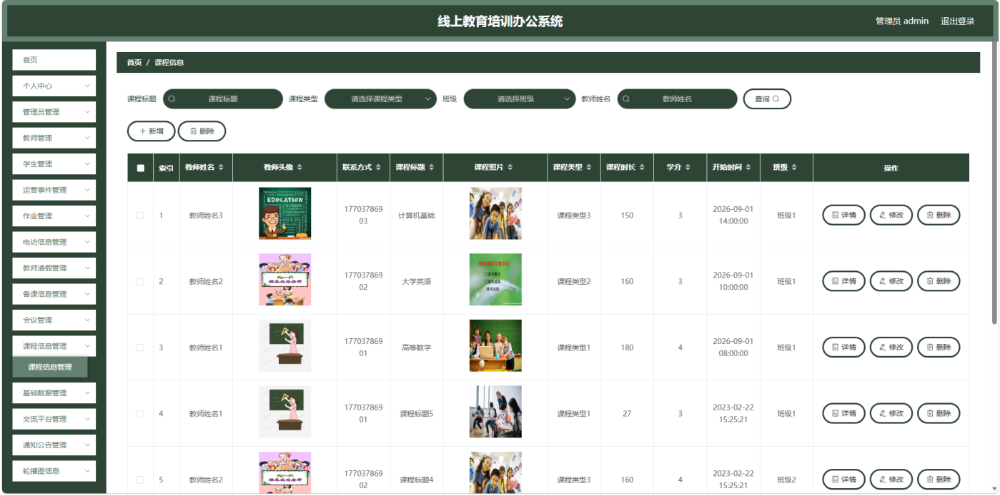 线上教育培训办公系统
管理员 admin 退出登录
首页
个人中心
管理员管理
教师管理
学生管理
运营事件管理
作业管理
电访信息管理
教师请假管理
备课信息管理
会议管理
课程信息管理
课程信息管理
基础数据管理
交流平台管理
通知公告管理
轮播图信息
首页 / 课程信息
课程标题 课程标题 课程类型 请选择课程类型 班级 请选择班级 教师姓名 教师姓名 查询
新增 删除
索引 教师姓名 教师头像 联系方式 课程标题 课程照片 课程类型 课程时长 学分 开始时间 班级 操作
EDUCATION
1 教师姓名3 177037869 计算机基础 课程类型3 150 3 2026-09-01 班级1 详情 修改 删除
03 14:00:00
2 教师姓名2 177037869 大学英语 课程类型2 160 3 2026-09-01 班级1 详情 修改 删除
02 10:00:00
3 教师姓名1 177037869 高等数学 课程类型1 180 4 2026-09-01 班级1 详情 修改 删除
01 08:00:00
4 教师姓名1 177037869 课程标题5 课程类型1 27 3 2023-02-22 班级1 详情 修改 删除
01 15:25:21
5 教师姓名2 177037869 课程标题4 课程类型3 160 4 2023-02-22 班级2 详情 修改 删除
02 15:25:21